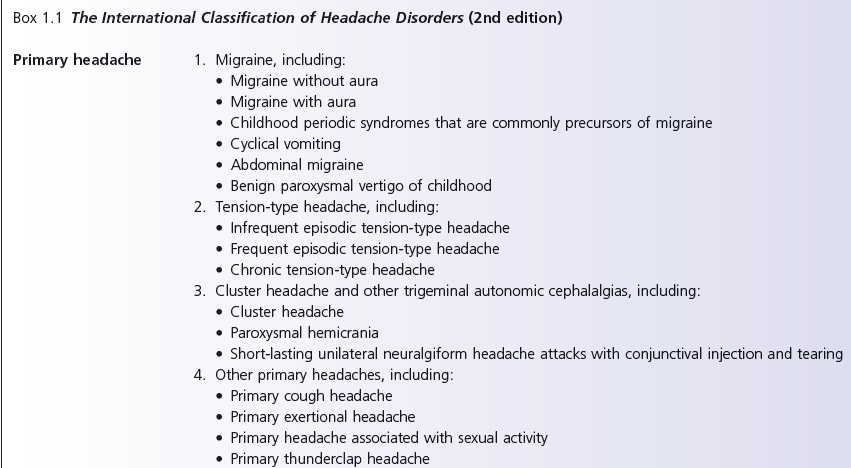 Box 1.1 The International Classification of Headache Disorders (2nd edition)
Primary headache 1. Migraine, including:
• Migraine without aura
• Migraine with aura
• Childhood periodic syndromes that are commonly precursors of migraine
• Cyclical vomiting
• Abdominal migraine
• Benign paroxysmal vertigo of childhood
2. Tension-type headache, including:
• Infrequent episodic tension-type headache
• Frequent episodic tension-type headache
• Chronic tension-type headache
3. Cluster headache and other trigeminal autonomic cephalalgias, including:
• Cluster headache
• Paroxysmal hemicrania
• Short-lasting unilateral neuralgiform headache attacks with conjunctival injection and tearing
4. Other primary headaches, including:
• Primary cough headache
• Primary exertional headache
• Primary headache associated with sexual activity
• Primary thunderclap headache